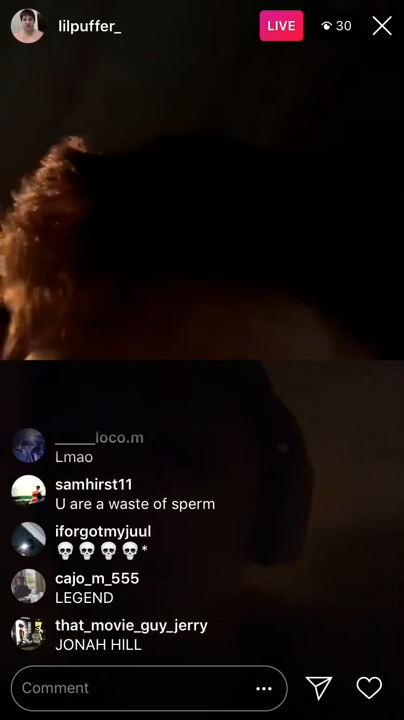 lilpuffer_
LIVE
30
_____loco.m
Lmao
samhirst11
U are a waste of sperm
iforgotmyjuul
💀💀💀💀*
cajo_m_555
LEGEND
that_movie_guy_jerry
JONAH HILL
Comment